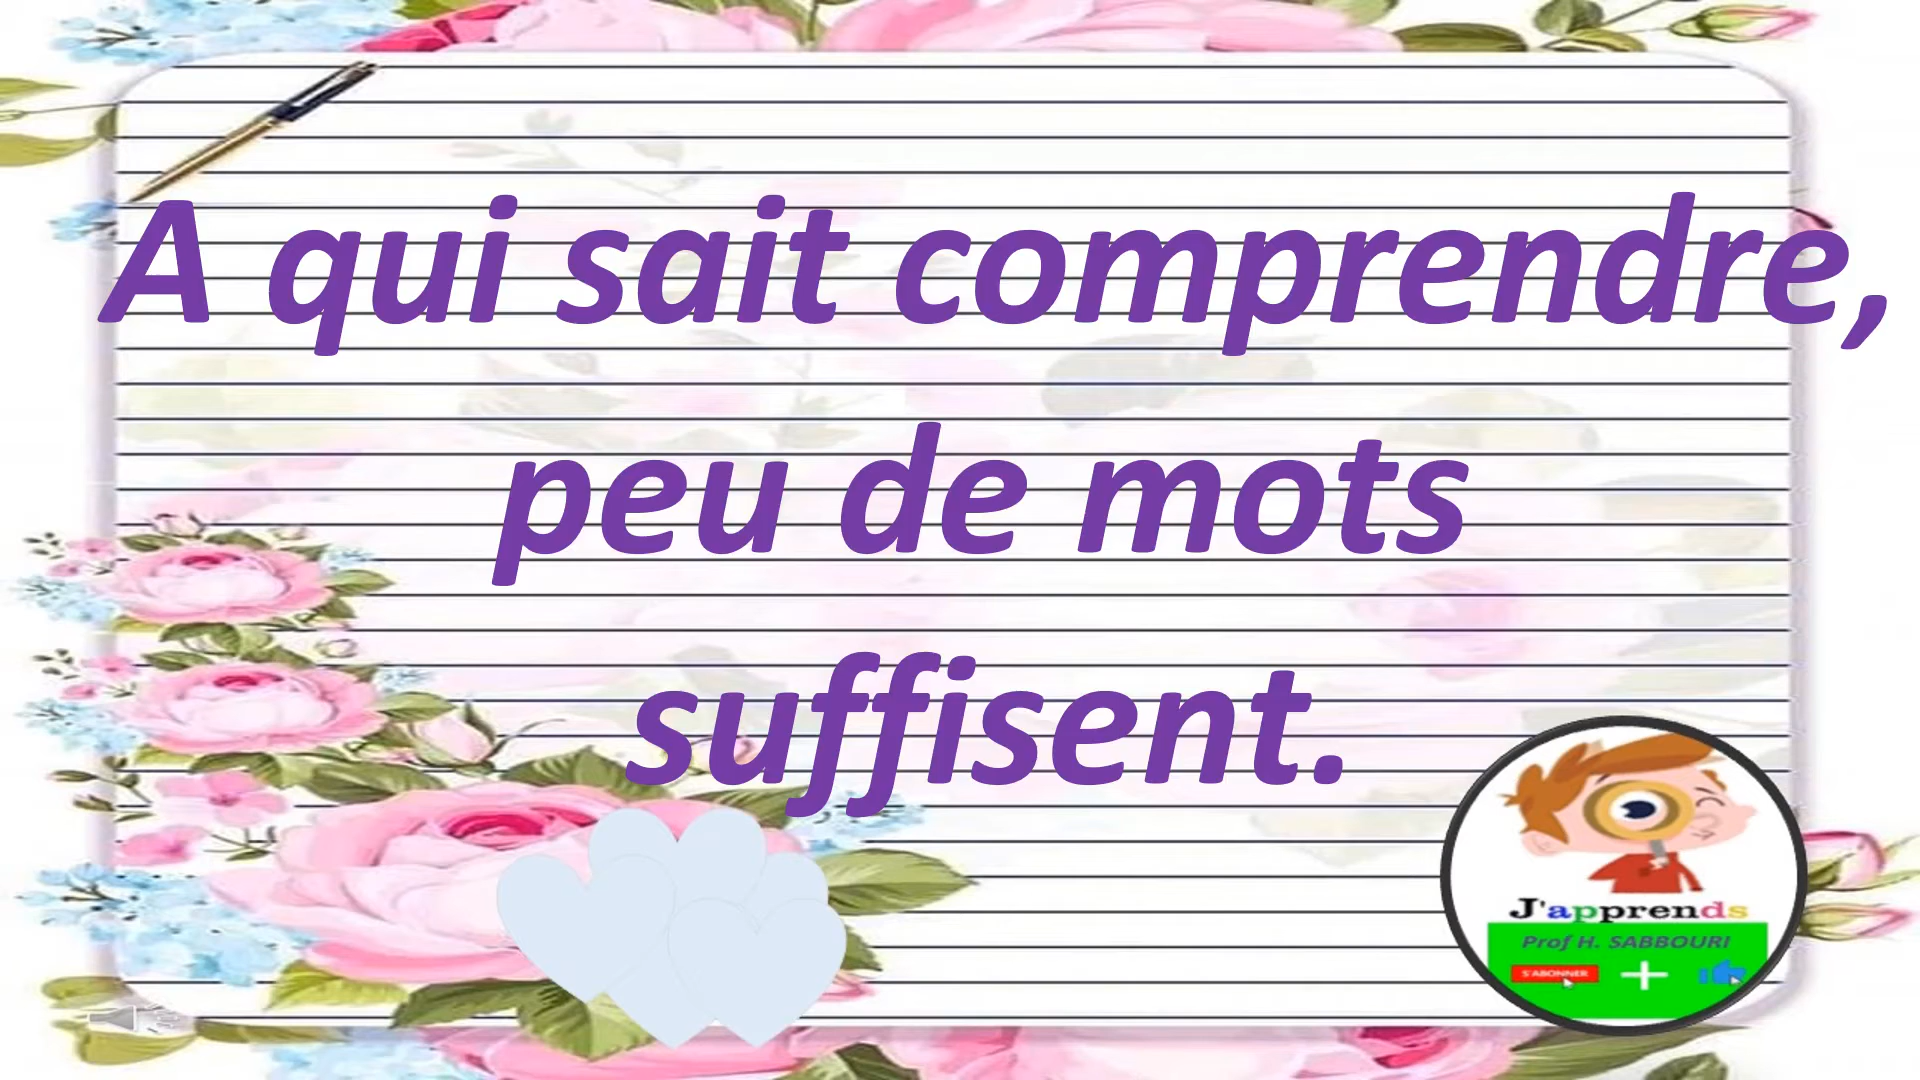 A qui sait comprendre,
peu de mots
suffisent.
J'apprends
Prof H. SABBOURI
S'ABONNER